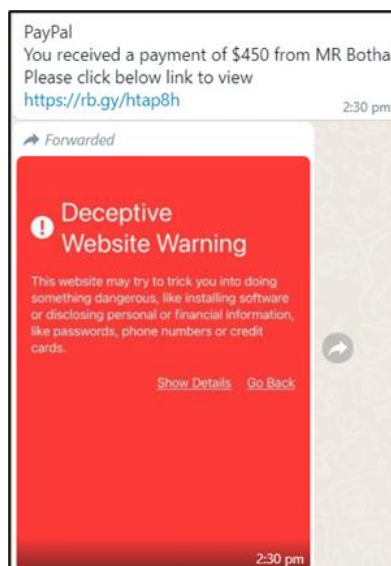 PayPal
You received a payment of $450 from MR Botha
Please click below link to view
https://rb.gy/htap8h
2:30 pm
Forwarded
Deceptive
Website Warning
This website may try to trick you into doing
something dangerous, like installing software
or disclosing personal or financial information,
like passwords, phone numbers or credit
cards.
Show Details Go Back
2:30 pm